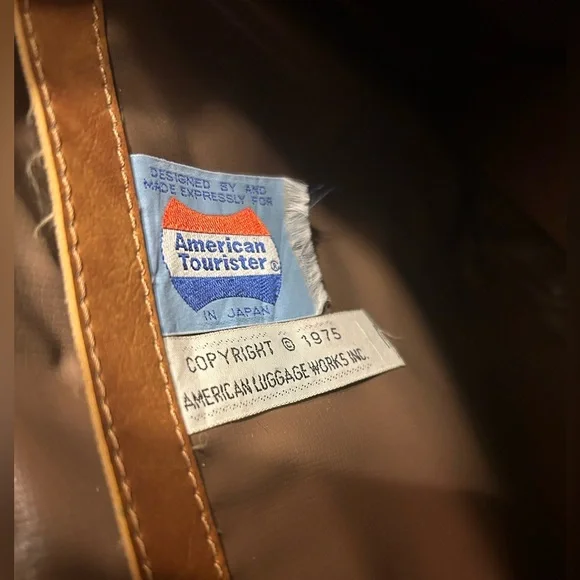 DESIGNED BY AND
MADE EXPRESSLY FOR
American
Tourister®
IN JAPAN
COPYRIGHT © 1975
AMERICAN LUGGAGE WORKS INC.